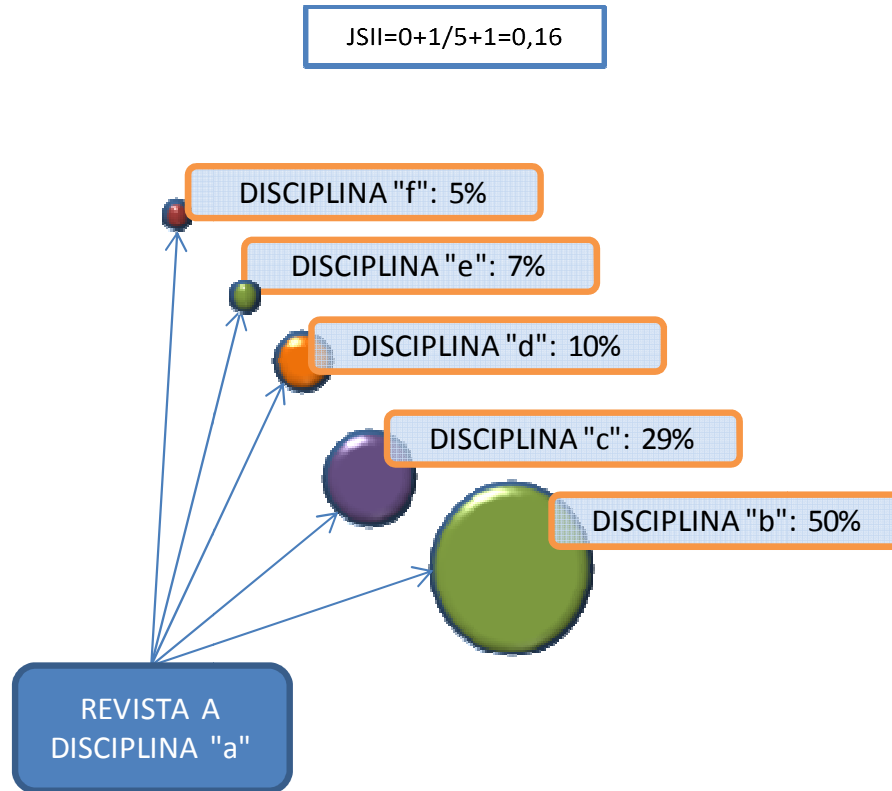 JSII=0+1/5+1=0,16
DISCIPLINA "f": 5%
DISCIPLINA "e": 7%
DISCIPLINA "d": 10%
DISCIPLINA "c": 29%
DISCIPLINA "b": 50%
REVISTA A
DISCIPLINA "a"